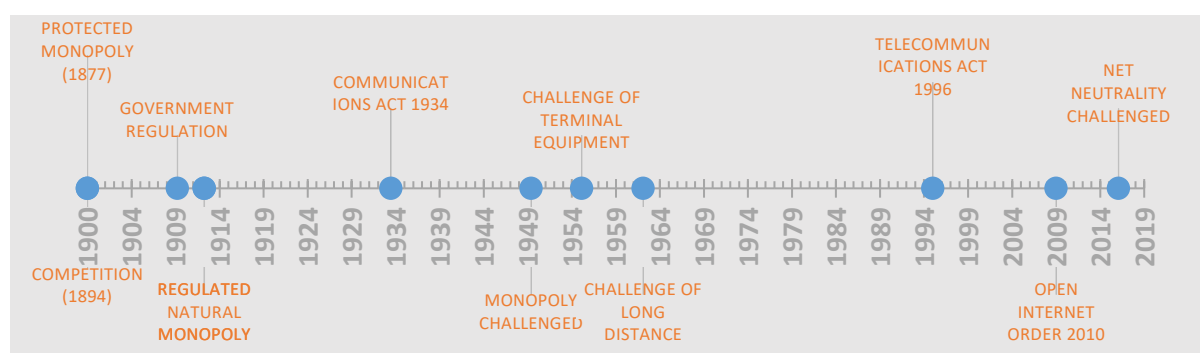 PROTECTED
MONOPOLY
(1877)
GOVERNMENT
REGULATION
COMMUNICAT
IONS ACT 1934
CHALLENGE OF
TERMINAL
EQUIPMENT
TELECOMMUN
ICATIONS ACT
1996
NET
NEUTRALITY
CHALLENGED
1900 1904 1909 1914 1919 1924 1929 1934 1939 1944 1949 1954 1959 1964 1969 1974 1979 1984 1989 1994 1999 2004 2009 2014 2019
COMPETITION
(1894)
REGULATED
NATURAL
MONOPOLY
MONOPOLY
CHALLENGED
CHALLENGE OF
LONG
DISTANCE
OPEN
INTERNET
ORDER 2010